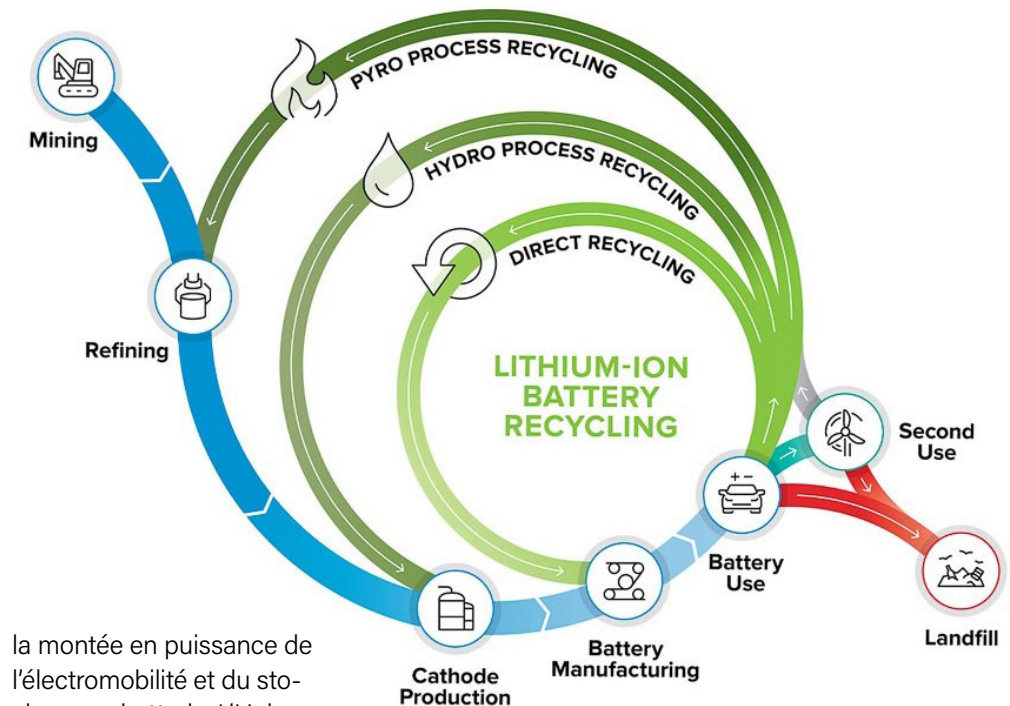 PYRO PROCESS RECYCLING
Mining
HYDRO PROCESS RECYCLING
DIRECT RECYCLING
Refining
LITHIUM-ION
BATTERY
RECYCLING
Second
Use
Battery
Use
Landfill
Battery
Manufacturing
Cathode
Production
la montée en puissance de
l'électromobilité et du sto-